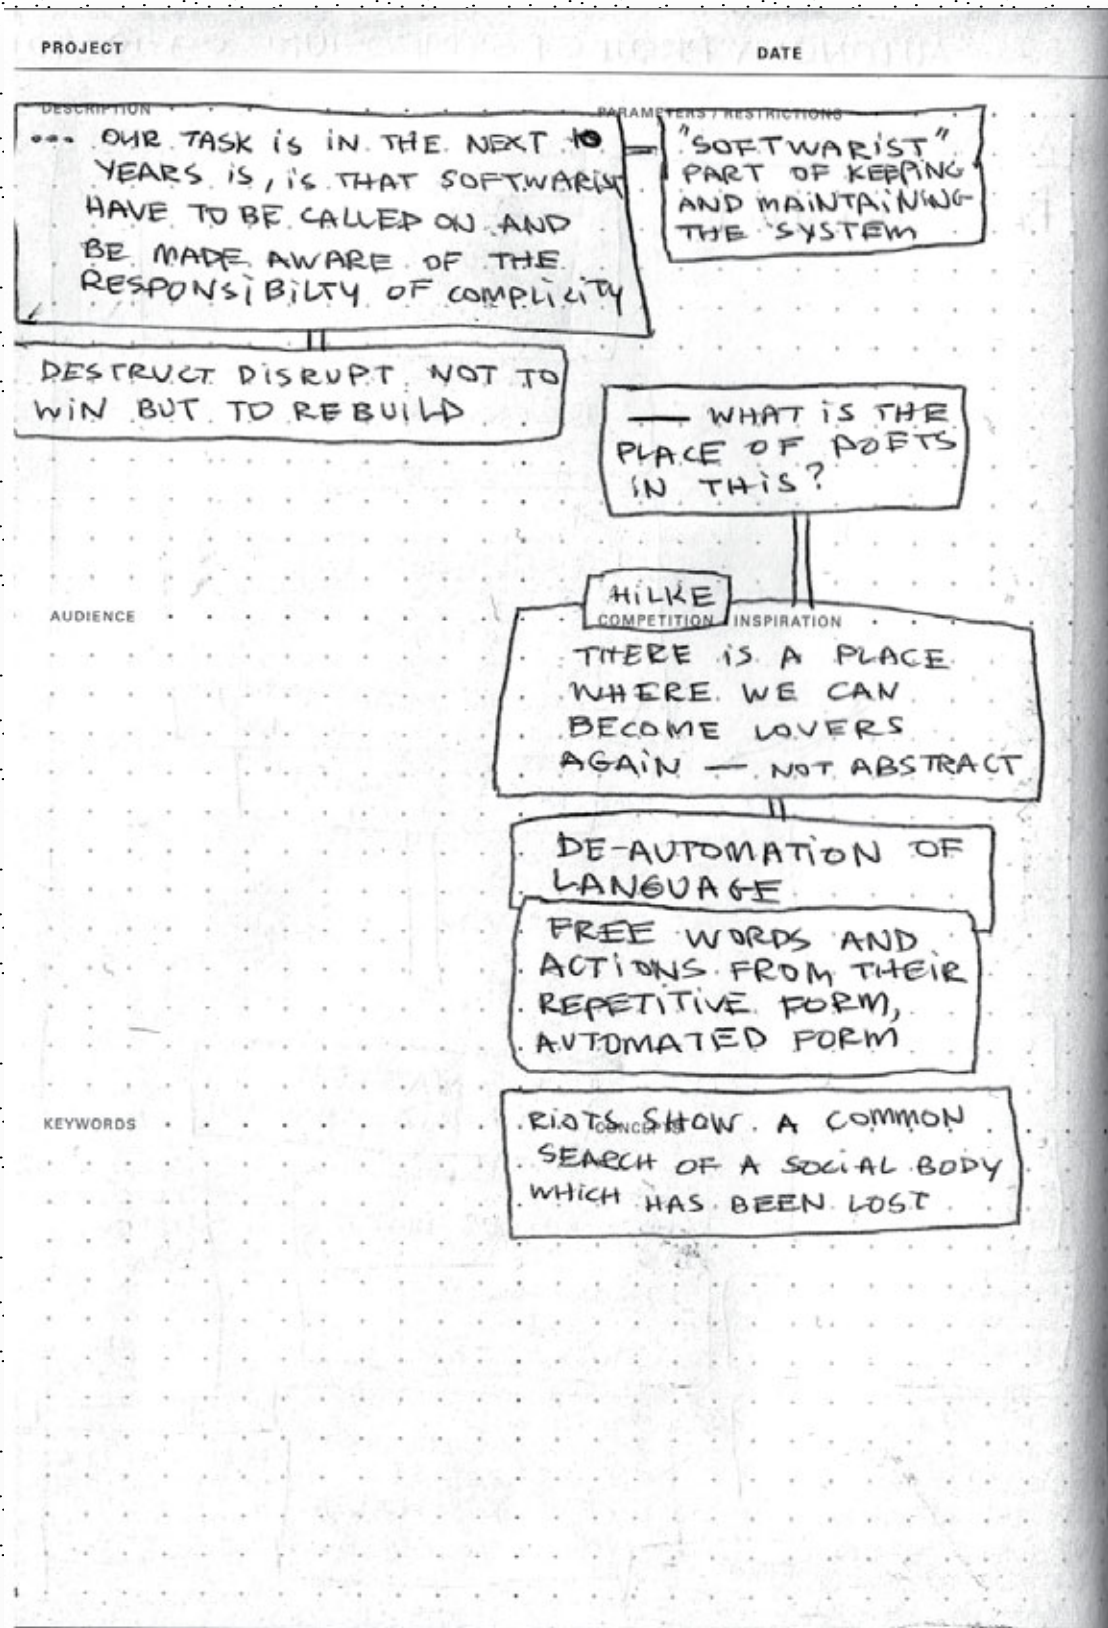 PROJECT
DATE
DESCRIPTION
PARAMETERS / RESTRICTIONS
... OUR TASK iS iN THE NEXT 10
YEARS iS, iS THAT SOFTWARIST
HAVE TO BE CALLED ON AND
BE MADE AWARE OF THE
RESPONSiBiLTY OF COMPLICITY
"SOFTWARIST"
PART OF KEEPING
AND MAiNTAiNING
THE SYSTEM
DESTRUCT DiSRUPT NOT TO
WiN BUT TO REBUILD
— WHAT iS THE
PLACE OF POETS
IN THiS?
HiLKE
AUDIENCE
COMPETITION / INSPIRATION
THERE iS A PLACE
WHERE WE CAN
BECOME LOVERS
AGAiN — NOT ABSTRACT
DE-AUTOMATiON OF
LANGUAGE
FREE WORDS AND
ACTiONS FROM THEiR
REPETITIVE FORM,
AUTOMATED FORM
KEYWORDS
CONCEPTS
RiOTS SHOW A COMMON
SEARCH OF A SOCiAL BODY
WHiCH HAS BEEN LOST